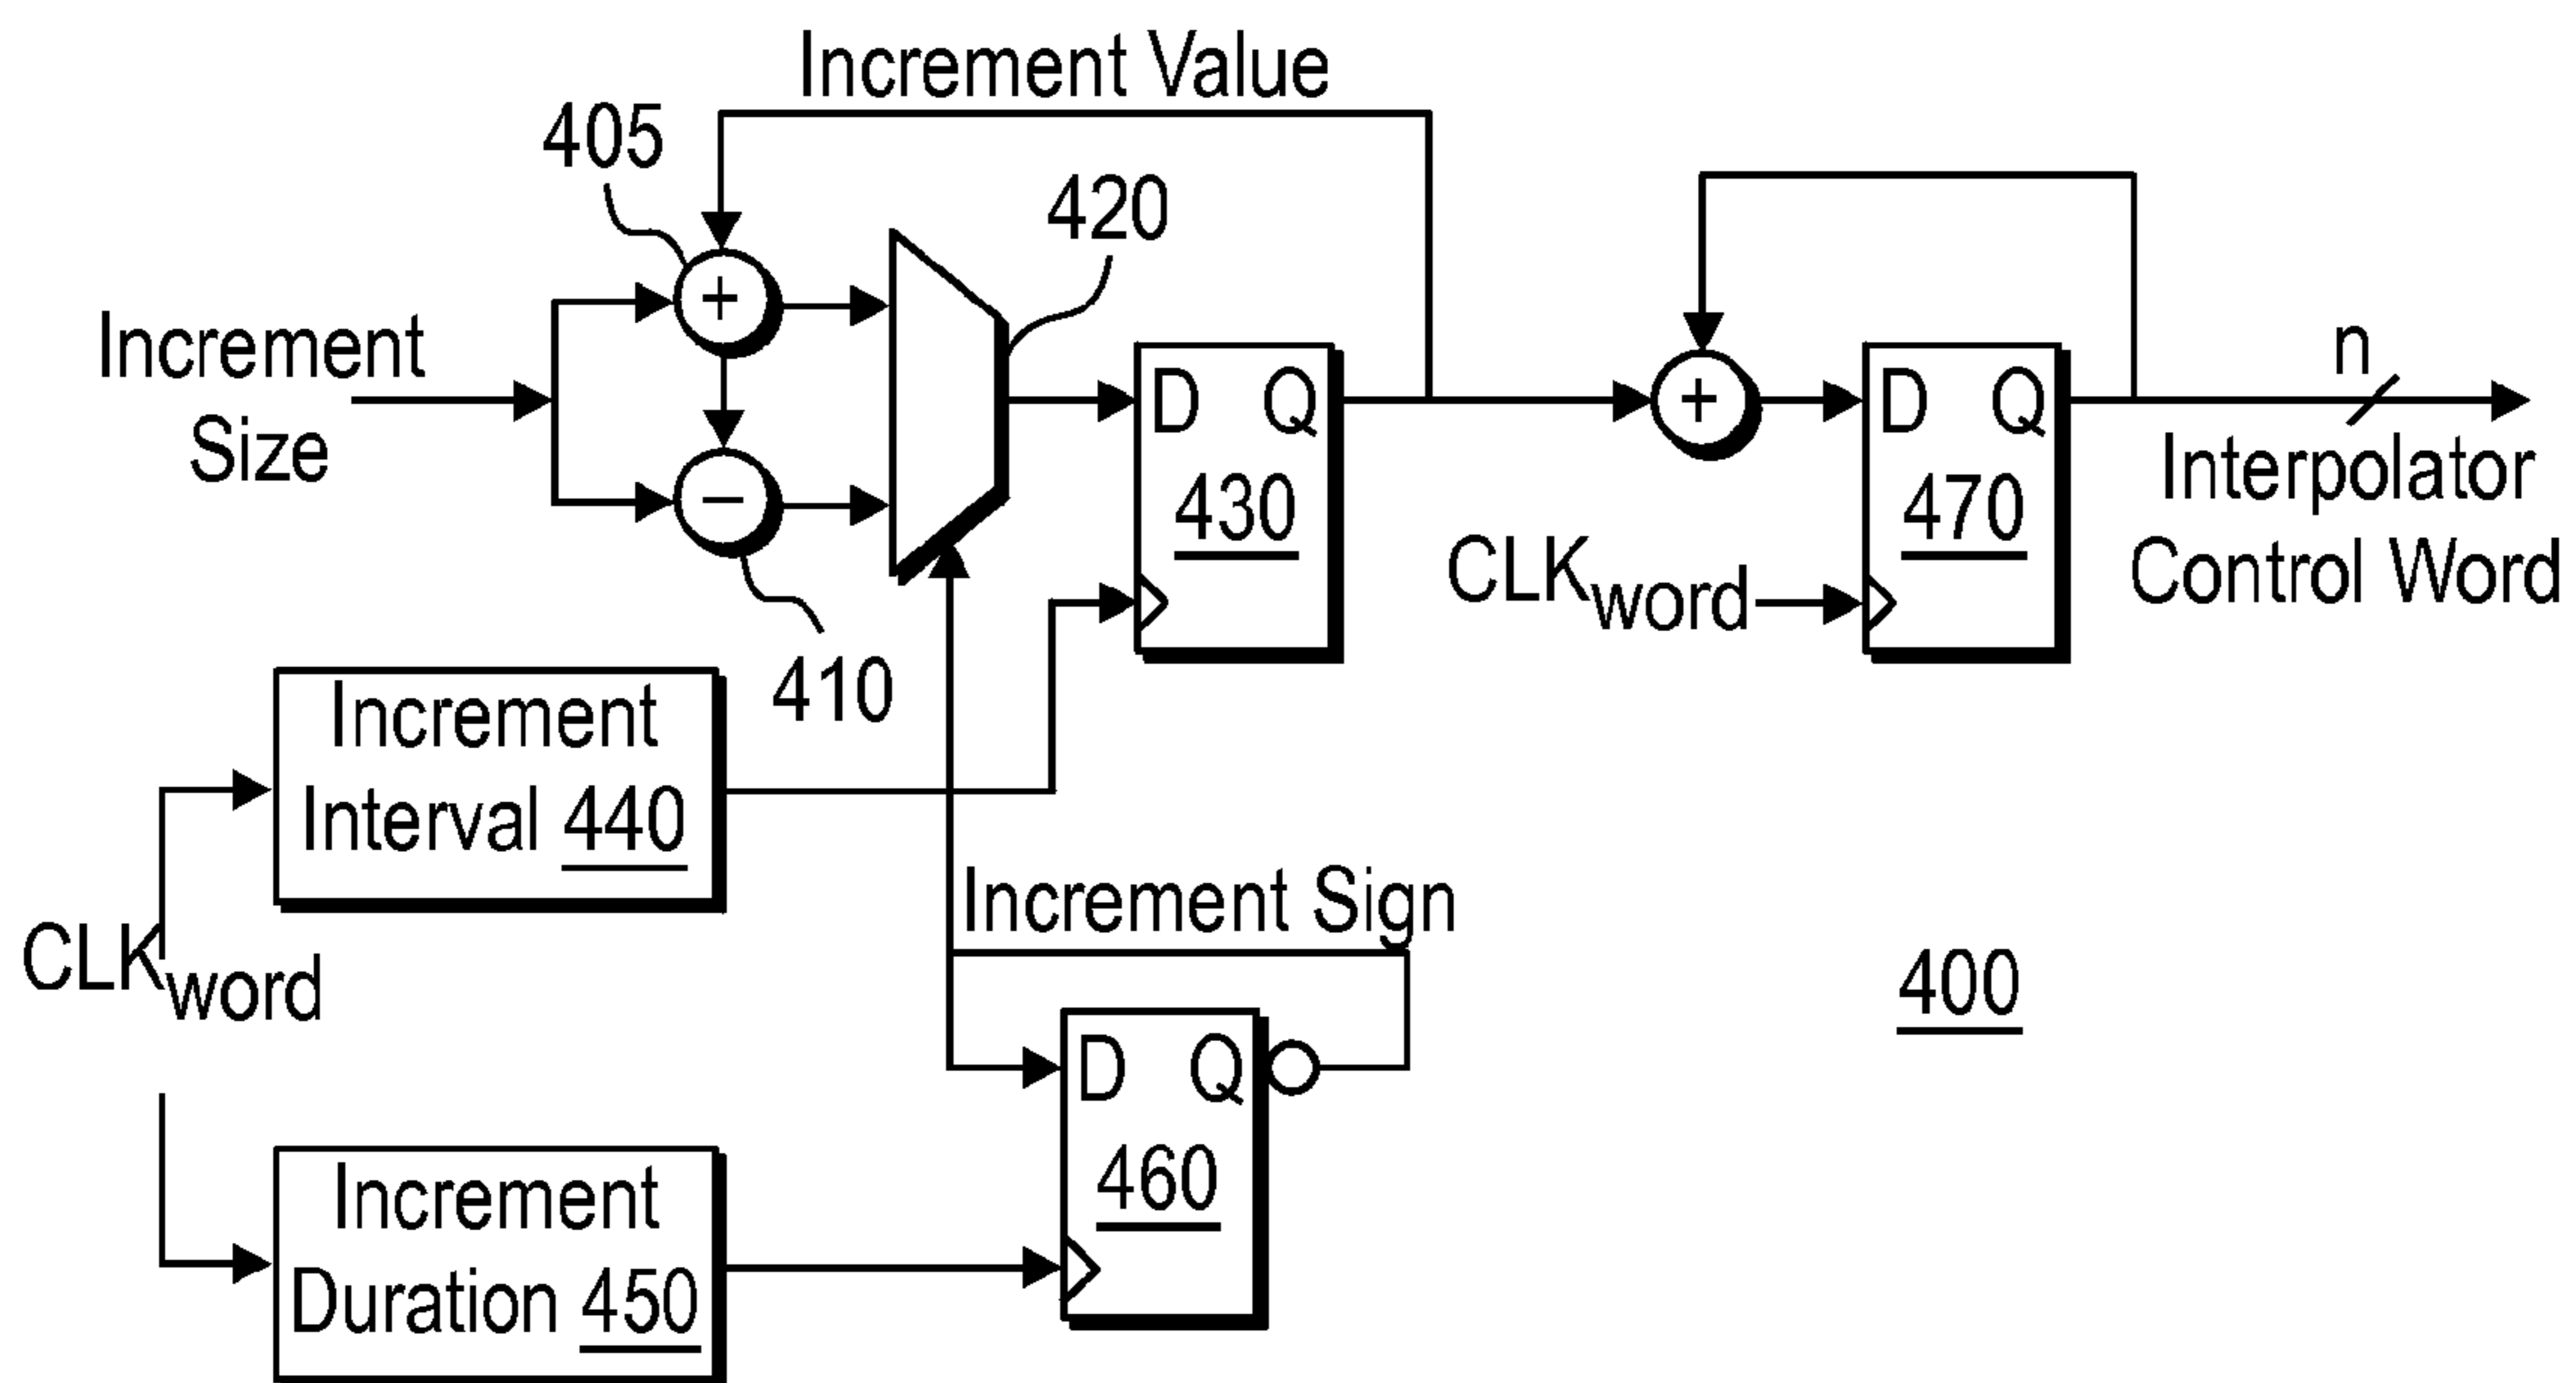 Increment Value
405
420
Increment
Size
+
−
410
D Q
430
+
CLKword
D Q
470
n
Interpolator
Control Word
Increment
Interval 440
CLKword
Increment Sign
D Q
460
400
Increment
Duration 450